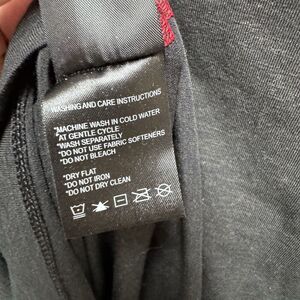 WASHING AND CARE INSTRUCTIONS
*MACHINE WASH IN COLD WATER
AT GENTLE CYCLE
*WASH SEPARATELY
*DO NOT USE FABRIC SOFTENERS
*DO NOT BLEACH
*DRY FLAT
*DO NOT IRON
*DO NOT DRY CLEAN